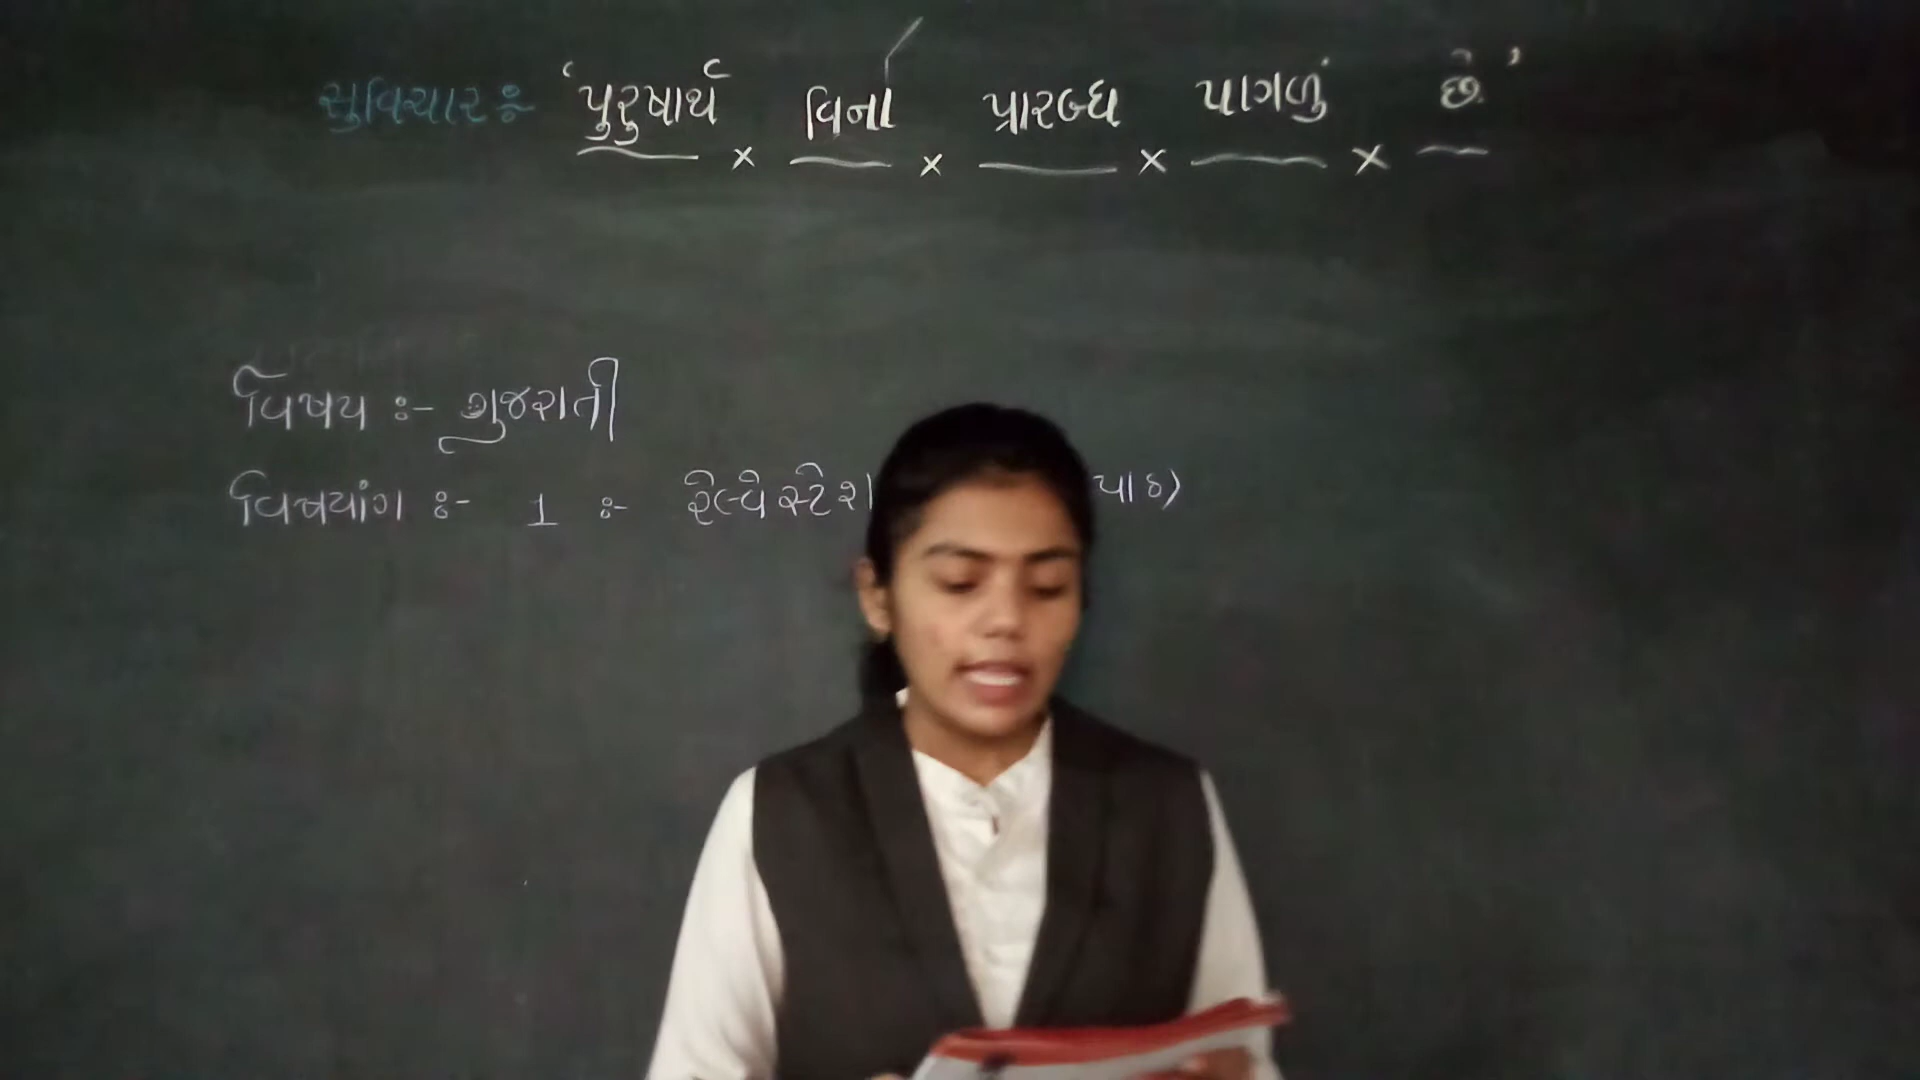 સુવિચાર :- ‘પુરુષાર્થ વિના પ્રારબ્ધ પાગળું છે.’
વિષય :- ગુજરાતી
વિષયાંગ :- 1 :- રેલ્વેસ્ટેશ પાઠ)